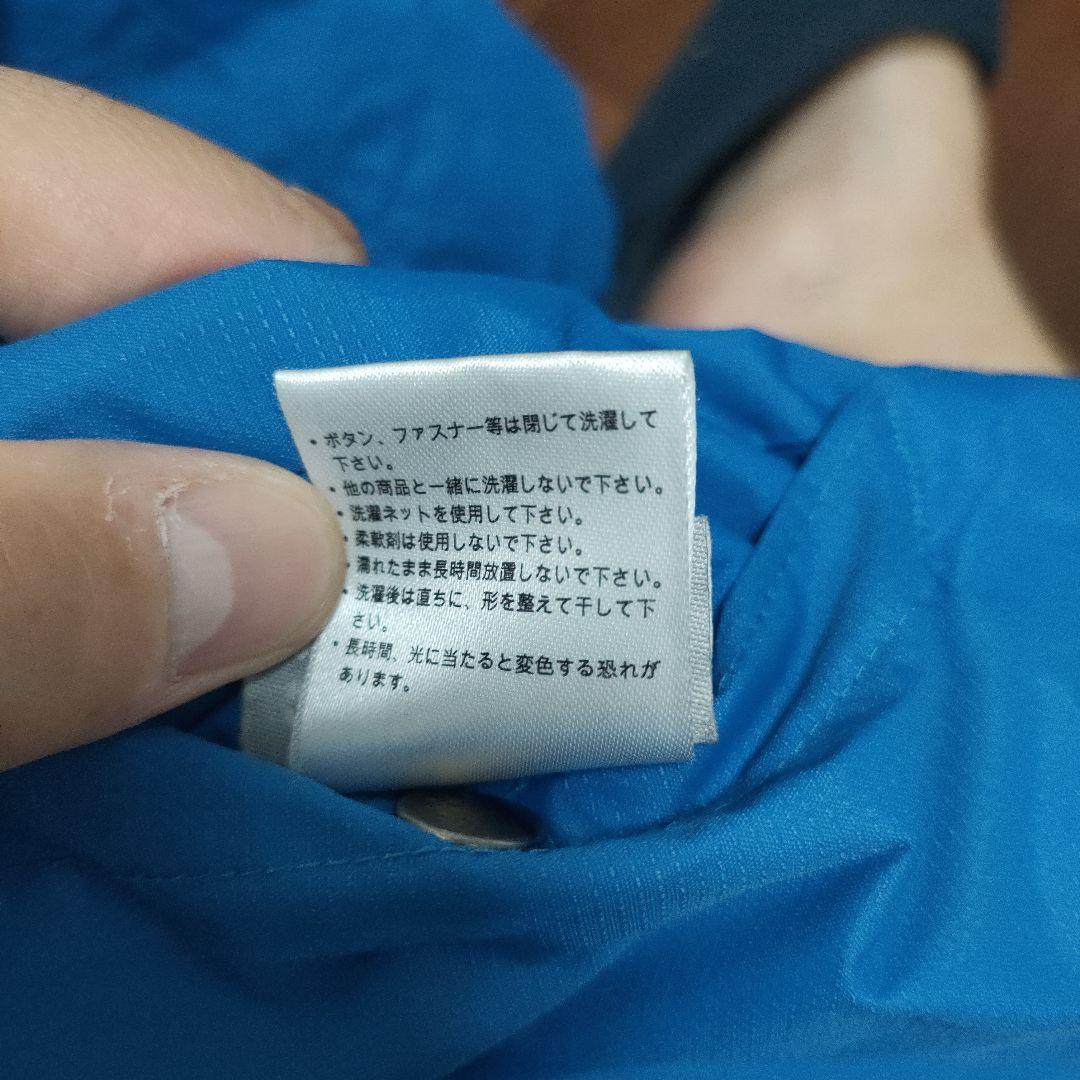 ・ボタン、ファスナー等は閉じて洗濯して
下さい。
・他の商品と一緒に洗濯しないで下さい。
・洗濯ネットを使用して下さい。
・柔軟剤は使用しないで下さい。
・濡れたまま長時間放置しないで下さい。
・洗濯後は直ちに、形を整えて干して下
さい。
・長時間、光に当たると変色する恐れが
あります。